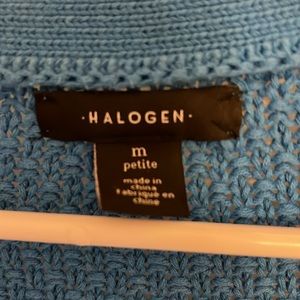 ·HALOGEN·
m
petite
made in
china
fabriqué en
chine